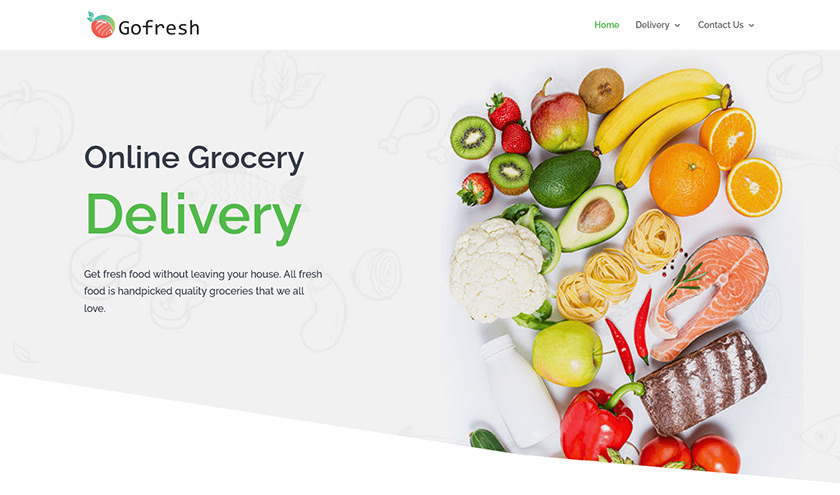 Gofresh
Home Delivery Contact Us
Online Grocery
Delivery
Get fresh food without leaving your house. All fresh
food is handpicked quality groceries that we all
love.